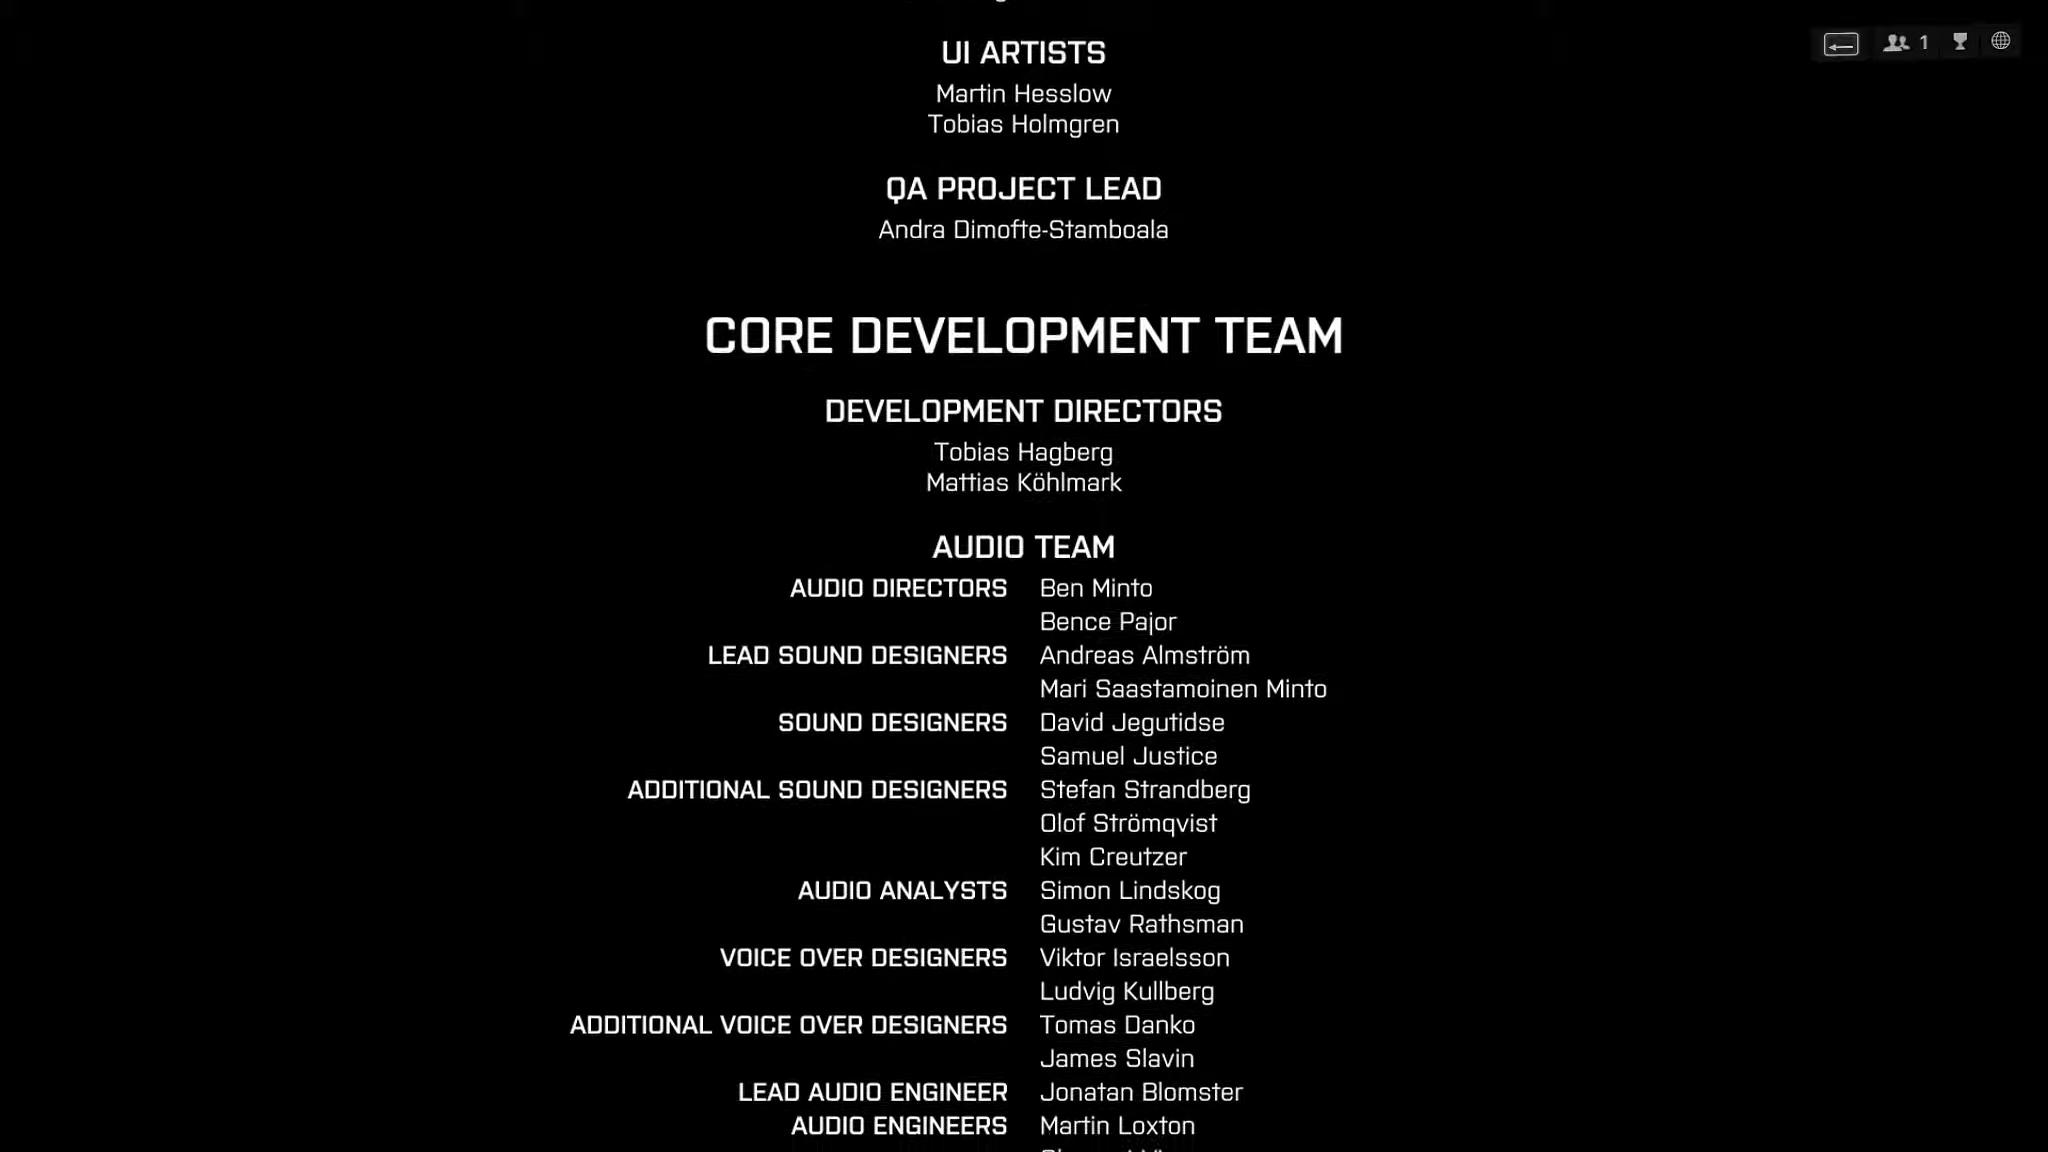 UI ARTISTS
Martin Hesslow
Tobias Holmgren
QA PROJECT LEAD
Andra Dimofte-Stamboala
CORE DEVELOPMENT TEAM
DEVELOPMENT DIRECTORS
Tobias Hagberg
Mattias Köhlmark
AUDIO TEAM
AUDIO DIRECTORS Ben Minto
Bence Pajor
LEAD SOUND DESIGNERS Andreas Almström
Mari Saastamoinen Minto
SOUND DESIGNERS David Jegutidse
Samuel Justice
ADDITIONAL SOUND DESIGNERS Stefan Strandberg
Olof Strömqvist
Kim Creutzer
AUDIO ANALYSTS Simon Lindskog
Gustav Rathsman
VOICE OVER DESIGNERS Viktor Israelsson
Ludvig Kullberg
ADDITIONAL VOICE OVER DESIGNERS Tomas Danko
James Slavin
LEAD AUDIO ENGINEER Jonatan Blomster
AUDIO ENGINEERS Martin Loxton
1